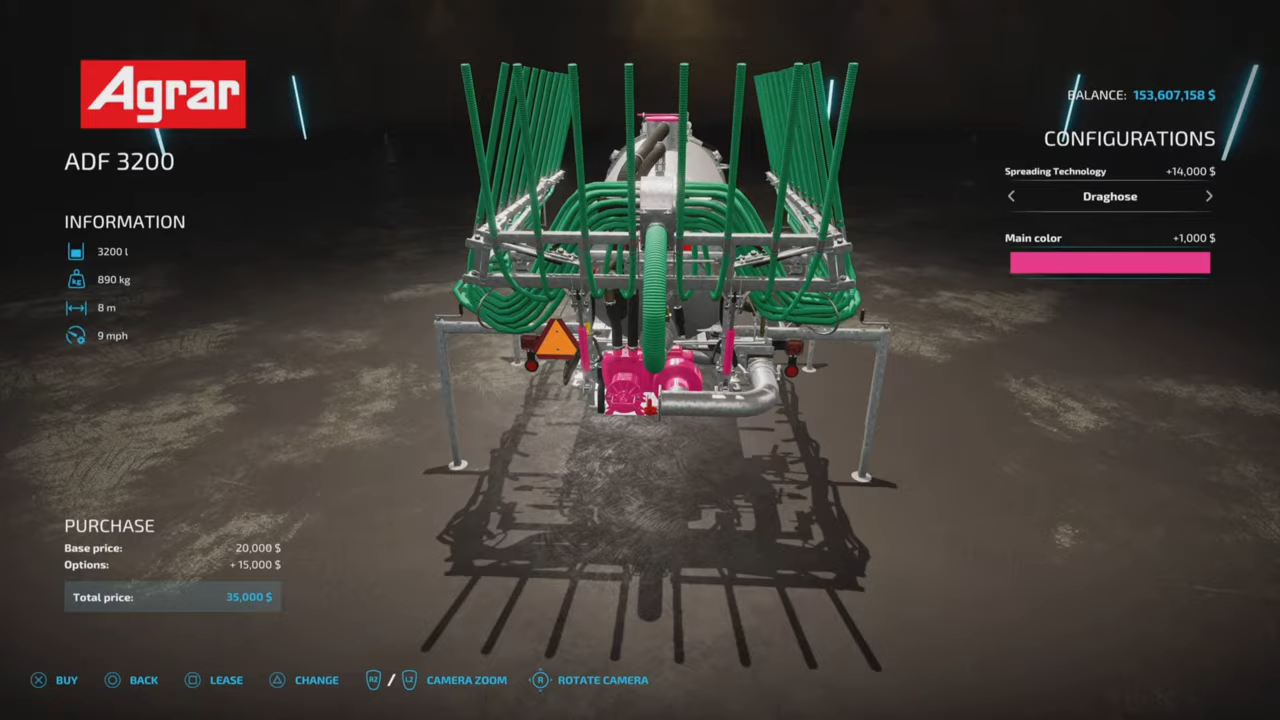 Agrar
ADF 3200
INFORMATION
3200 l
kg 890 kg
8 m
9 mph
PURCHASE
Base price: 20,000 $
Options: + 15,000 $
Total price: 35,000 $
BALANCE: 153,607,158 $
CONFIGURATIONS
Spreading Technology +14,000 $
Draghose
Main color +1,000 $
BUY BACK LEASE CHANGE R2 / L2 CAMERA ZOOM R ROTATE CAMERA